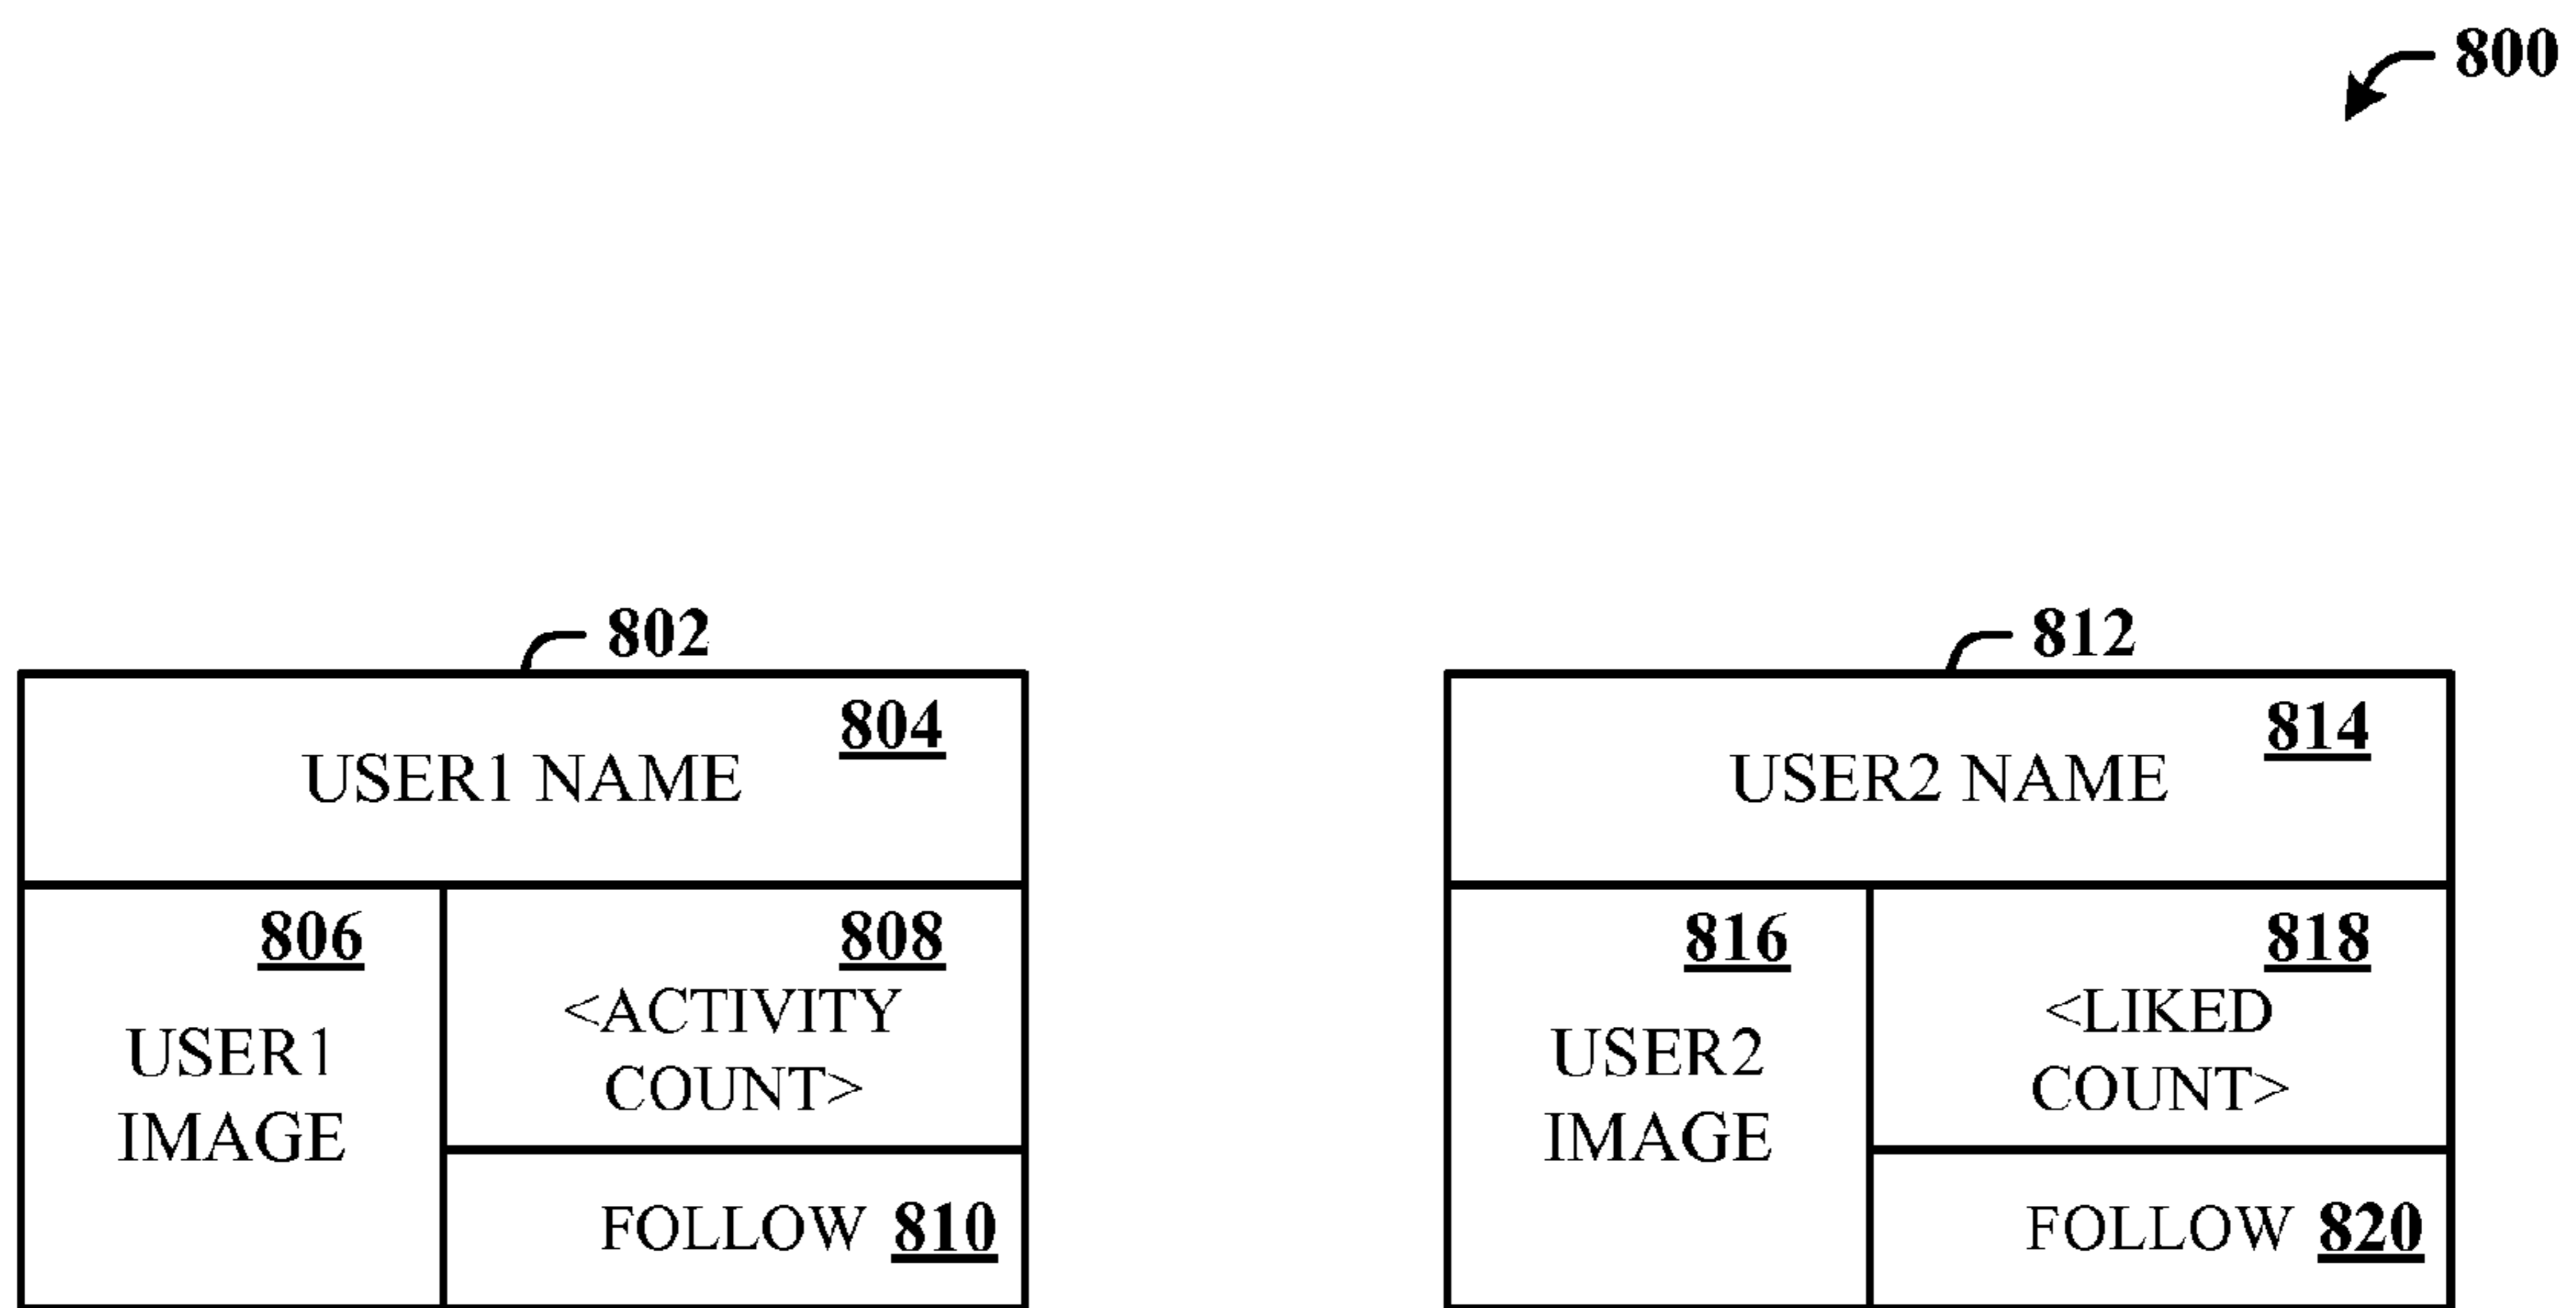 800
802
804
USER1 NAME
806
USER1
IMAGE
808
<ACTIVITY
COUNT>
FOLLOW 810
812
814
USER2 NAME
816
USER2
IMAGE
818
<LIKED
COUNT>
FOLLOW 820